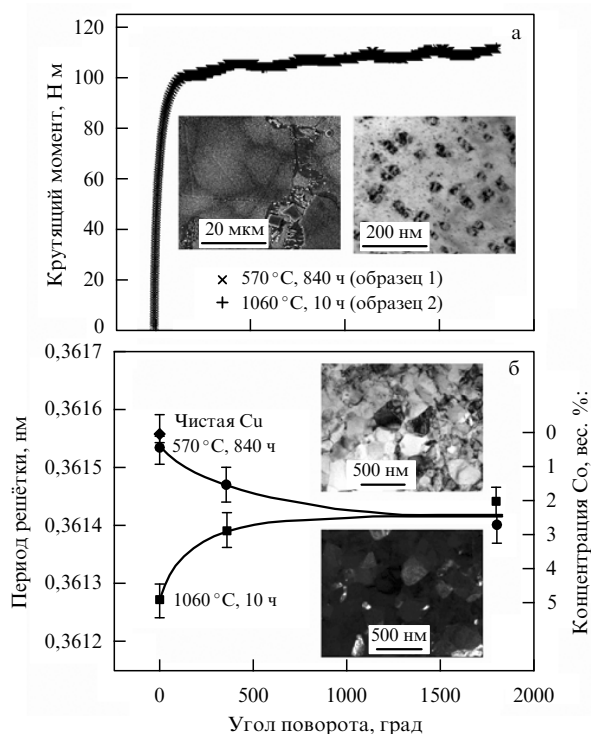 а
Крутящий момент, Н м
120
100
80
60
40
20
0
20 мкм
200 нм
570 °C, 840 ч (образец 1)
1060 °C, 10 ч (образец 2)
б
Период решётки, нм
0,3617
0,3616
0,3615
0,3614
0,3613
0,3612
Чистая Cu
570 °C, 840 ч
1060 °C, 10 ч
500 нм
500 нм
0
1
2
3
4
5
Концентрация Co, вес. %:
0
500
1000
1500
2000
Угол поворота, град